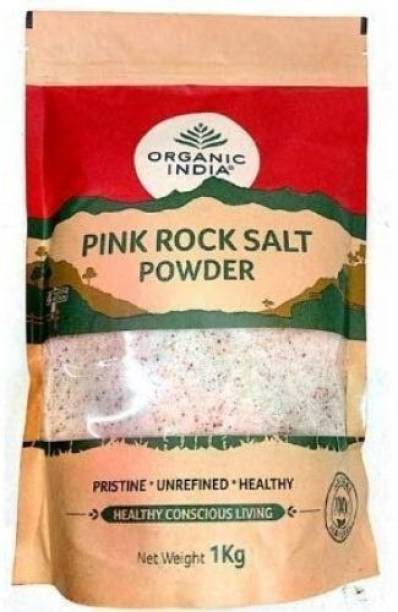 ORGANIC
INDIA®
PINK ROCK SALT
POWDER
PRISTINE * UNREFINED * HEALTHY
HEALTHY CONSCIOUS LIVING
Net Weight 1Kg